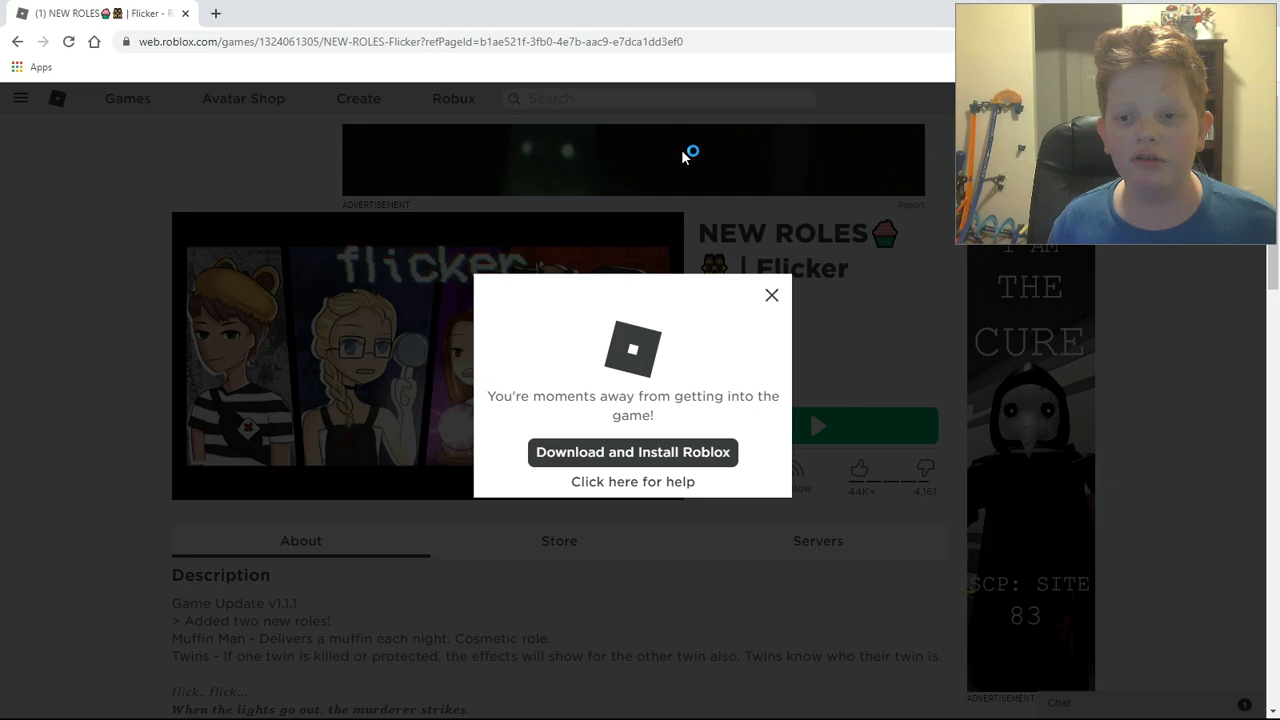 (1) NEW ROLES🧁👯 | Flicker - R
web.roblox.com/games/1324061305/NEW-ROLES-Flicker?refPageId=b1ae521f-3fb0-4e7b-aac9-e7dca1dd3ef0
Apps
Games
Avatar Shop
Create
Robux
Search
ADVERTISEMENT
Report
flicker
NEW ROLES🧁
👯 | Flicker
You're moments away from getting into the
game!
Download and Install Roblox
Click here for help
44K+
4,161
About
Store
Servers
Description
Game Update v1.1.1
> Added two new roles!
Muffin Man - Delivers a muffin each night. Cosmetic role.
Twins - If one twin is killed or protected, the effects will show for the other twin also. Twins know who their twin is.
flick.. flick...
When the lights go out, the murderer strikes.
I AM
THE
CURE
SCP: SITE
83
ADVERTISEMENT
Chat
1